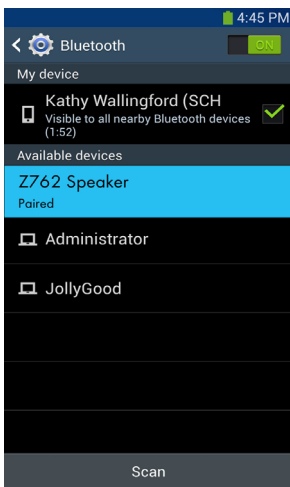 4:45 PM
Bluetooth
ON
My device
Kathy Wallingford (SCH
Visible to all nearby Bluetooth devices
(1:52)
Available devices
Z762 Speaker
Paired
Administrator
JollyGood
Scan